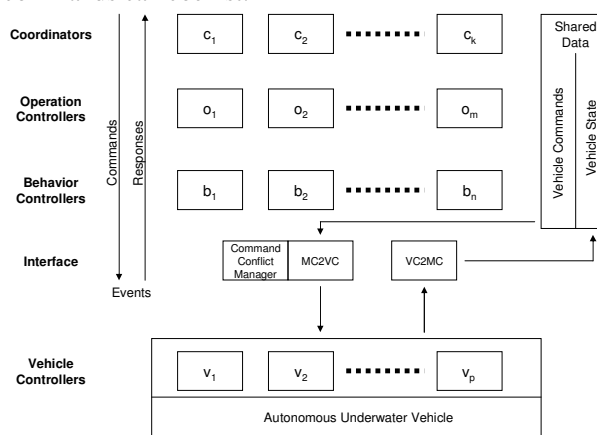 Coordinators
c1
c2
ck
Shared
Data
Operation
Controllers
o1
o2
om
Commands
Responses
Vehicle Commands
Vehicle State
Behavior
Controllers
b1
b2
bn
Interface
Command
Conflict
Manager
MC2VC
VC2MC
Events
Vehicle
Controllers
v1
v2
vp
Autonomous Underwater Vehicle